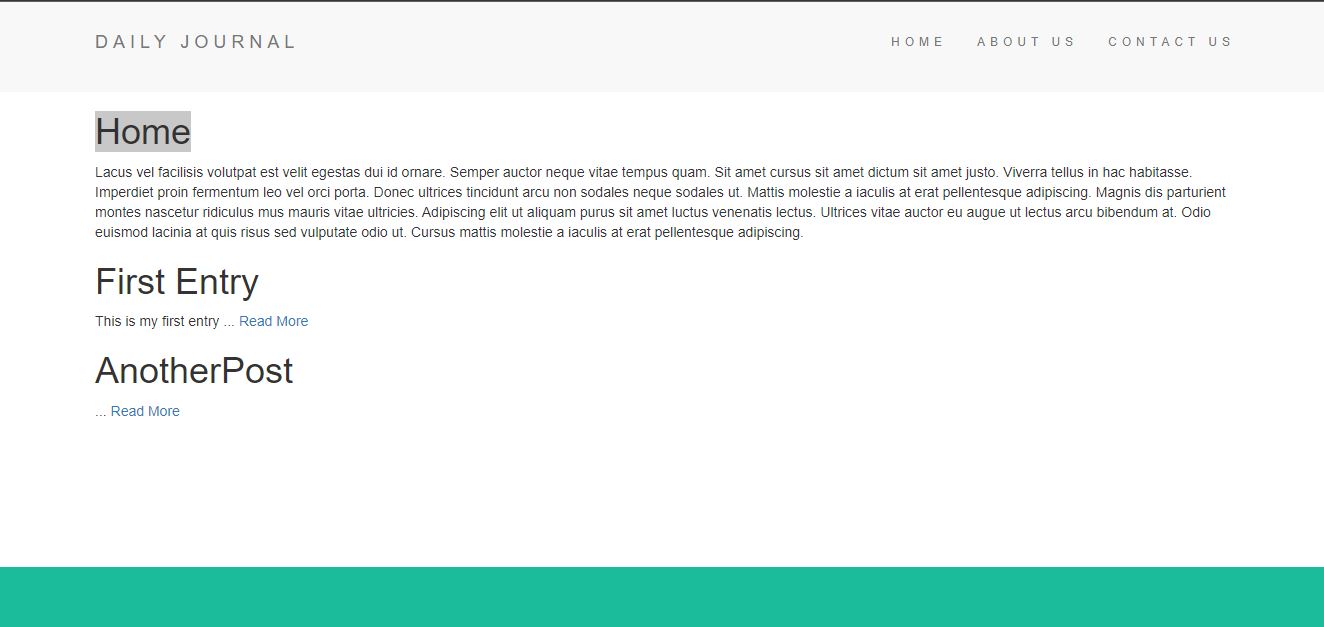 DAILY JOURNAL
HOME ABOUT US CONTACT US
Home
Lacus vel facilisis volutpat est velit egestas dui id ornare. Semper auctor neque vitae tempus quam. Sit amet cursus sit amet dictum sit amet justo. Viverra tellus in hac habitasse.
Imperdiet proin fermentum leo vel orci porta. Donec ultrices tincidunt arcu non sodales neque sodales ut. Mattis molestie a iaculis at erat pellentesque adipiscing. Magnis dis parturient
montes nascetur ridiculus mus mauris vitae ultricies. Adipiscing elit ut aliquam purus sit amet luctus venenatis lectus. Ultrices vitae auctor eu augue ut lectus arcu bibendum at. Odio
euismod lacinia at quis risus sed vulputate odio ut. Cursus mattis molestie a iaculis at erat pellentesque adipiscing.
First Entry
This is my first entry ... Read More
AnotherPost
... Read More